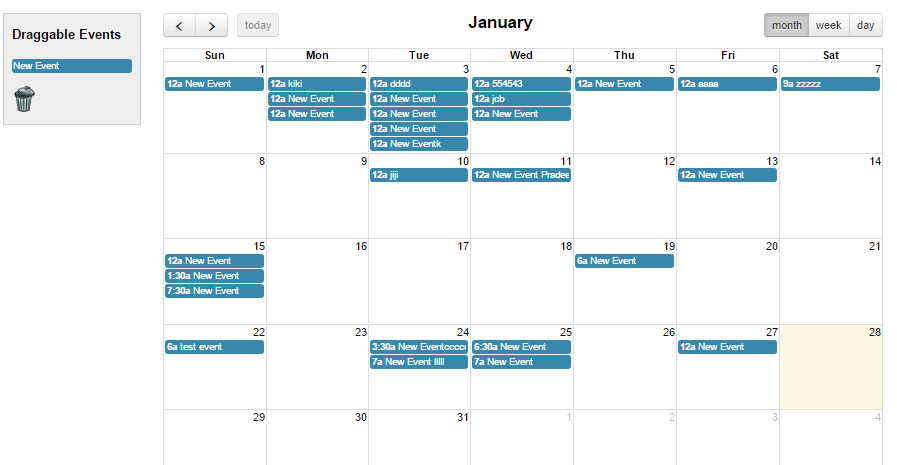 Draggable Events
New Event
today
January
month week day
Sun Mon Tue Wed Thu Fri Sat
1 2 3 4 5 6 7
12a New Event 12a kiki 12a dddd 12a 554543 12a New Event 12a aaaa 9a zzzzz
12a New Event 12a New Event 12a jcb
12a New Event 12a New Event 12a New Event
12a New Event
12a New Eventk
8 9 10 11 12 13 14
12a jiji 12a New Event Pradee 12a New Event
15 16 17 18 19 20 21
12a New Event 6a New Event
1:30a New Event
7:30a New Event
22 23 24 25 26 27 28
6a test event 3:30a New Eventccccc 6:30a New Event 12a New Event
7a New Event lllll 7a New Event
29 30 31 1 2 3 4